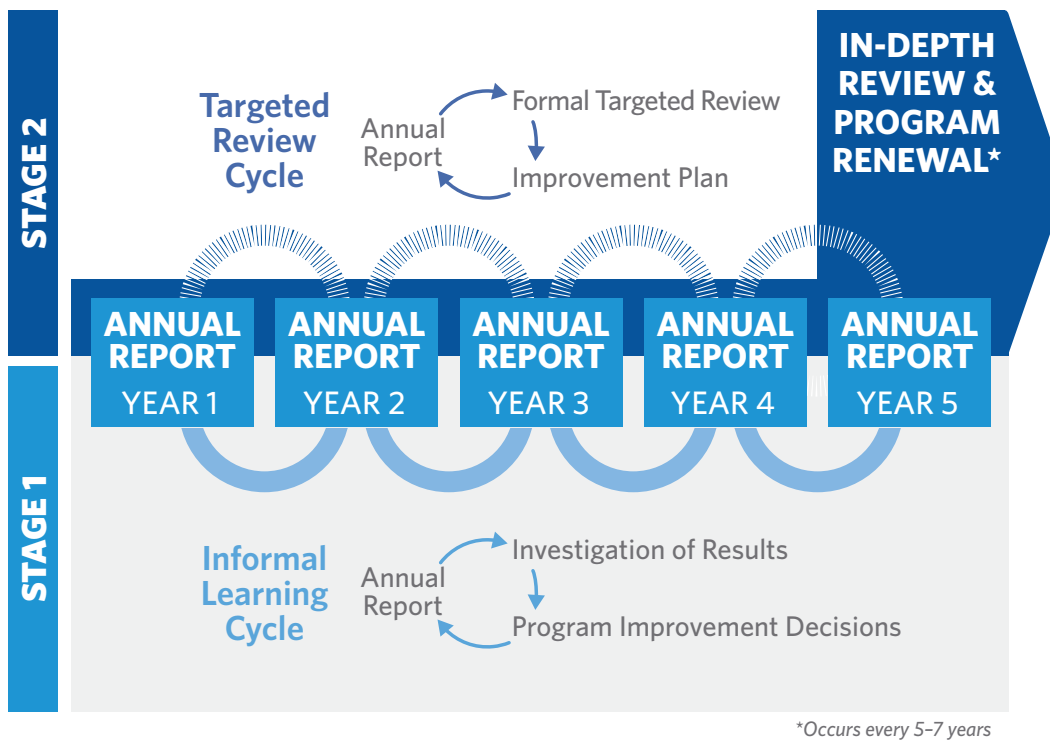 STAGE 2
Targeted
Review
Cycle
Annual
Report
Formal Targeted Review
Improvement Plan
IN-DEPTH
REVIEW &
PROGRAM
RENEWAL*
ANNUAL
REPORT
YEAR 1
ANNUAL
REPORT
YEAR 2
ANNUAL
REPORT
YEAR 3
ANNUAL
REPORT
YEAR 4
ANNUAL
REPORT
YEAR 5
STAGE 1
Informal
Learning
Cycle
Annual
Report
Investigation of Results
Program Improvement Decisions
*Occurs every 5–7 years